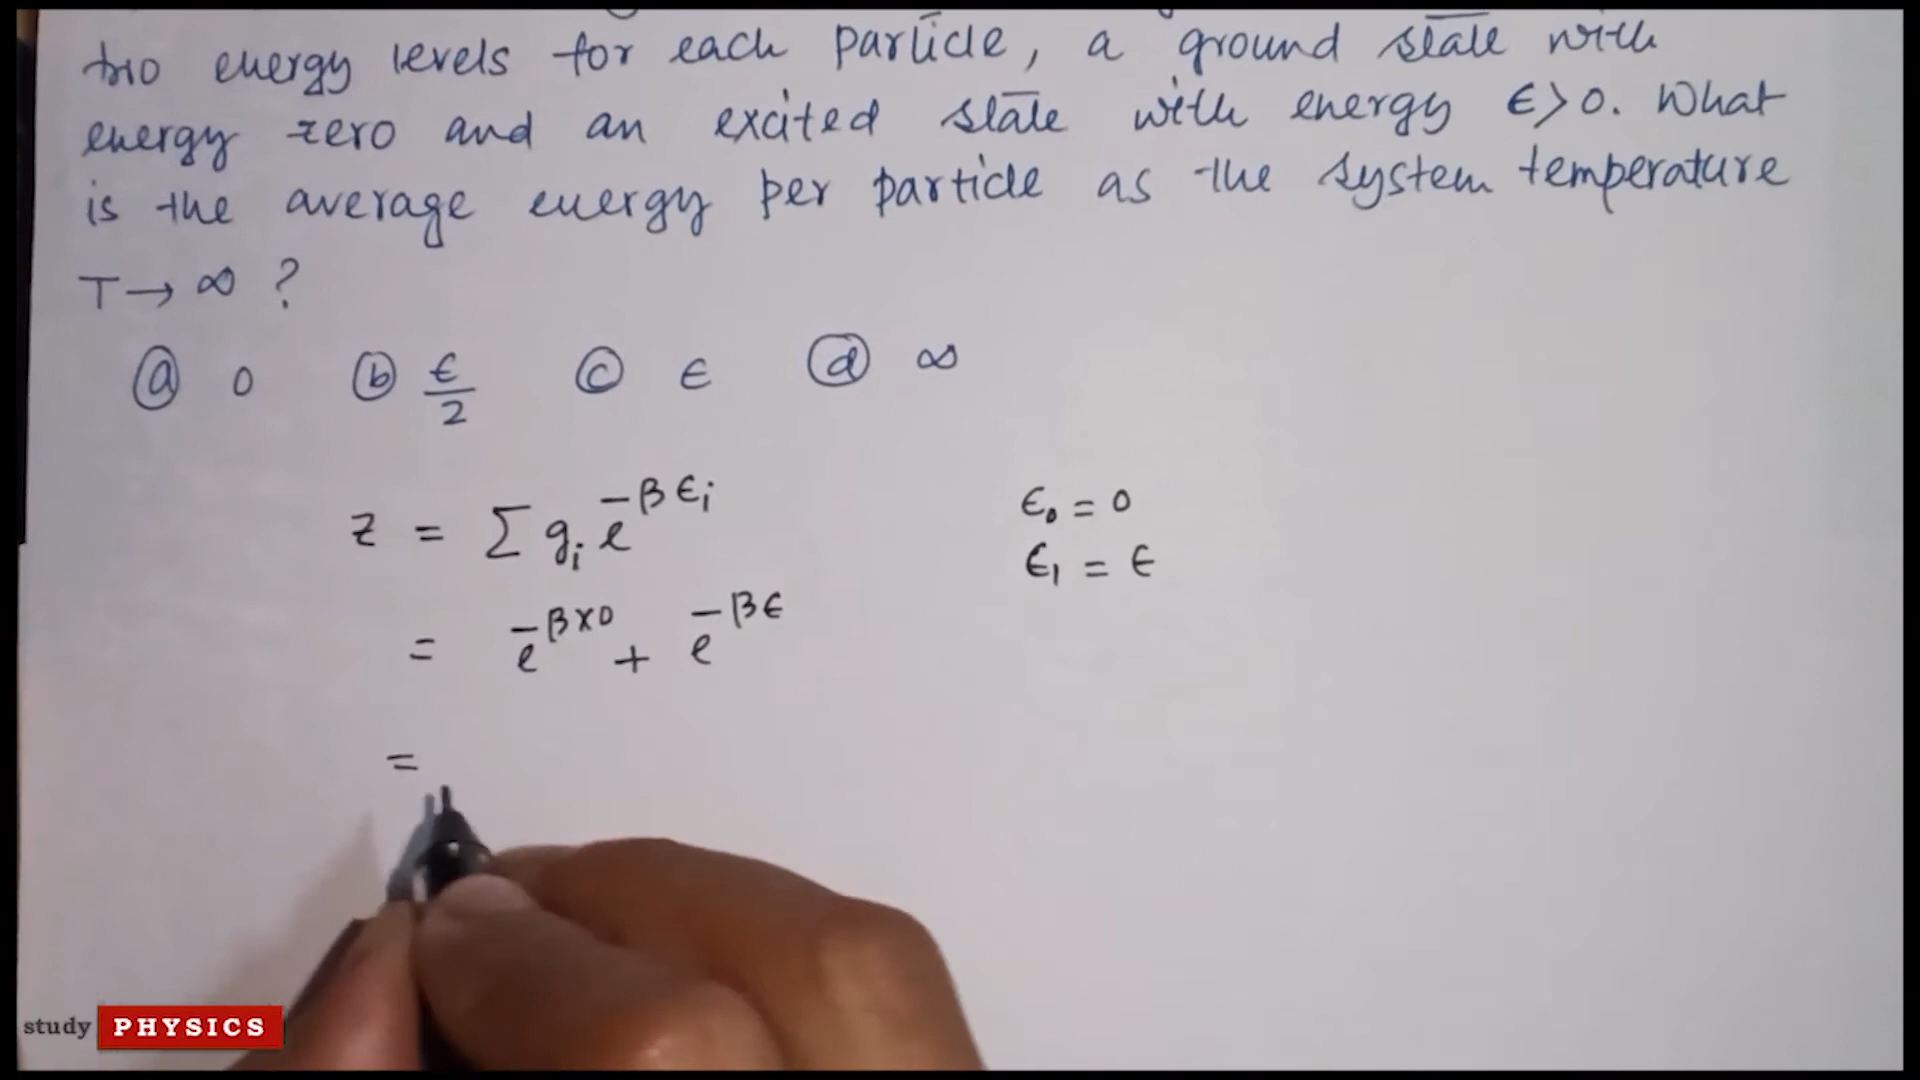 two energy levels for each particle, a ground state with
energy zero and an excited state with energy ϵ>0. What
is the average energy per particle as the system temperature
T→ ∞ ?
ⓐ 0 ⓑ ϵ/2 ⓒ ϵ ⓓ ∞
z = Σ gᵢ e^-βϵᵢ
ϵ₀ = 0
ϵ₁ = ϵ
= e^-β×0 + e^-βϵ
=
study PHYSICS